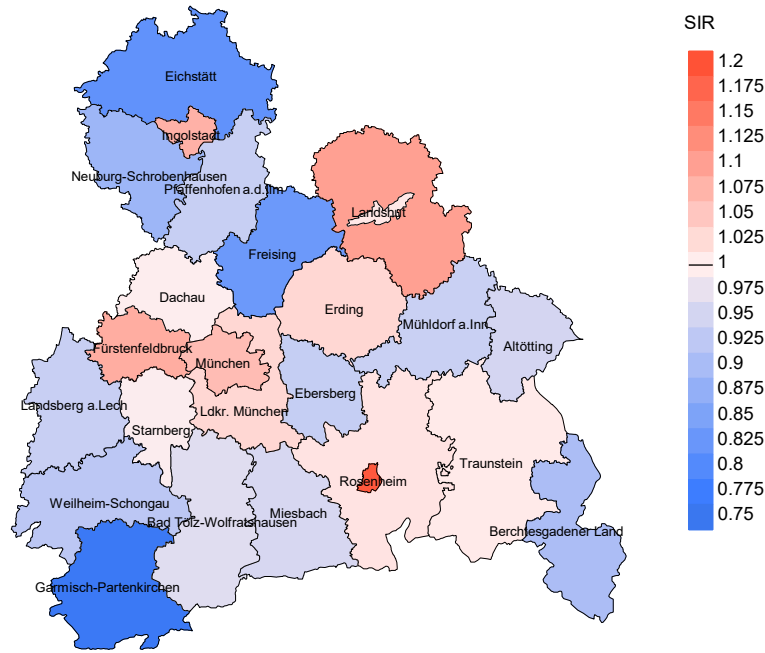 SIR
1.2
1.175
1.15
1.125
1.1
1.075
1.05
1.025
1
0.975
0.95
0.925
0.9
0.875
0.85
0.825
0.8
0.775
0.75
Eichstätt
Ingolstadt
Neuburg-Schrobenhausen
Pfaffenhofen a.d.Ilm
Landshut
Freising
Dachau
Erding
Mühldorf a.Inn
Altötting
Fürstenfeldbruck
München
Ebersberg
Landsberg a.Lech
Ldkr. München
Starnberg
Traunstein
Rosenheim
Weilheim-Schongau
Miesbach
Bad Tölz-Wolfratshausen
Berchtesgadener Land
Garmisch-Partenkirchen